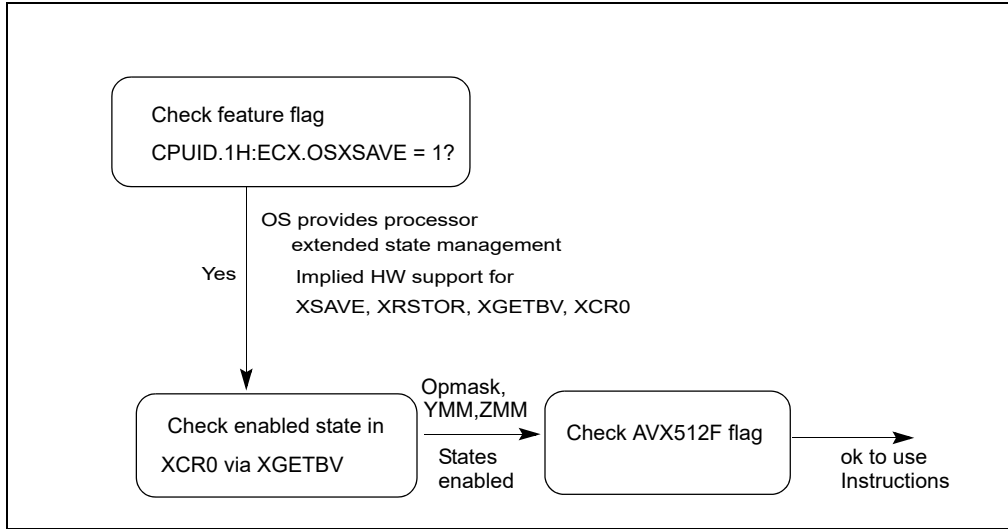 Check feature flag
CPUID.1H:ECX.OSXSAVE = 1?
OS provides processor
extended state management
Yes
Implied HW support for
XSAVE, XRSTOR, XGETBV, XCR0
Check enabled state in
XCR0 via XGETBV
Opmask,
YMM,ZMM
States
enabled
Check AVX512F flag
ok to use
Instructions